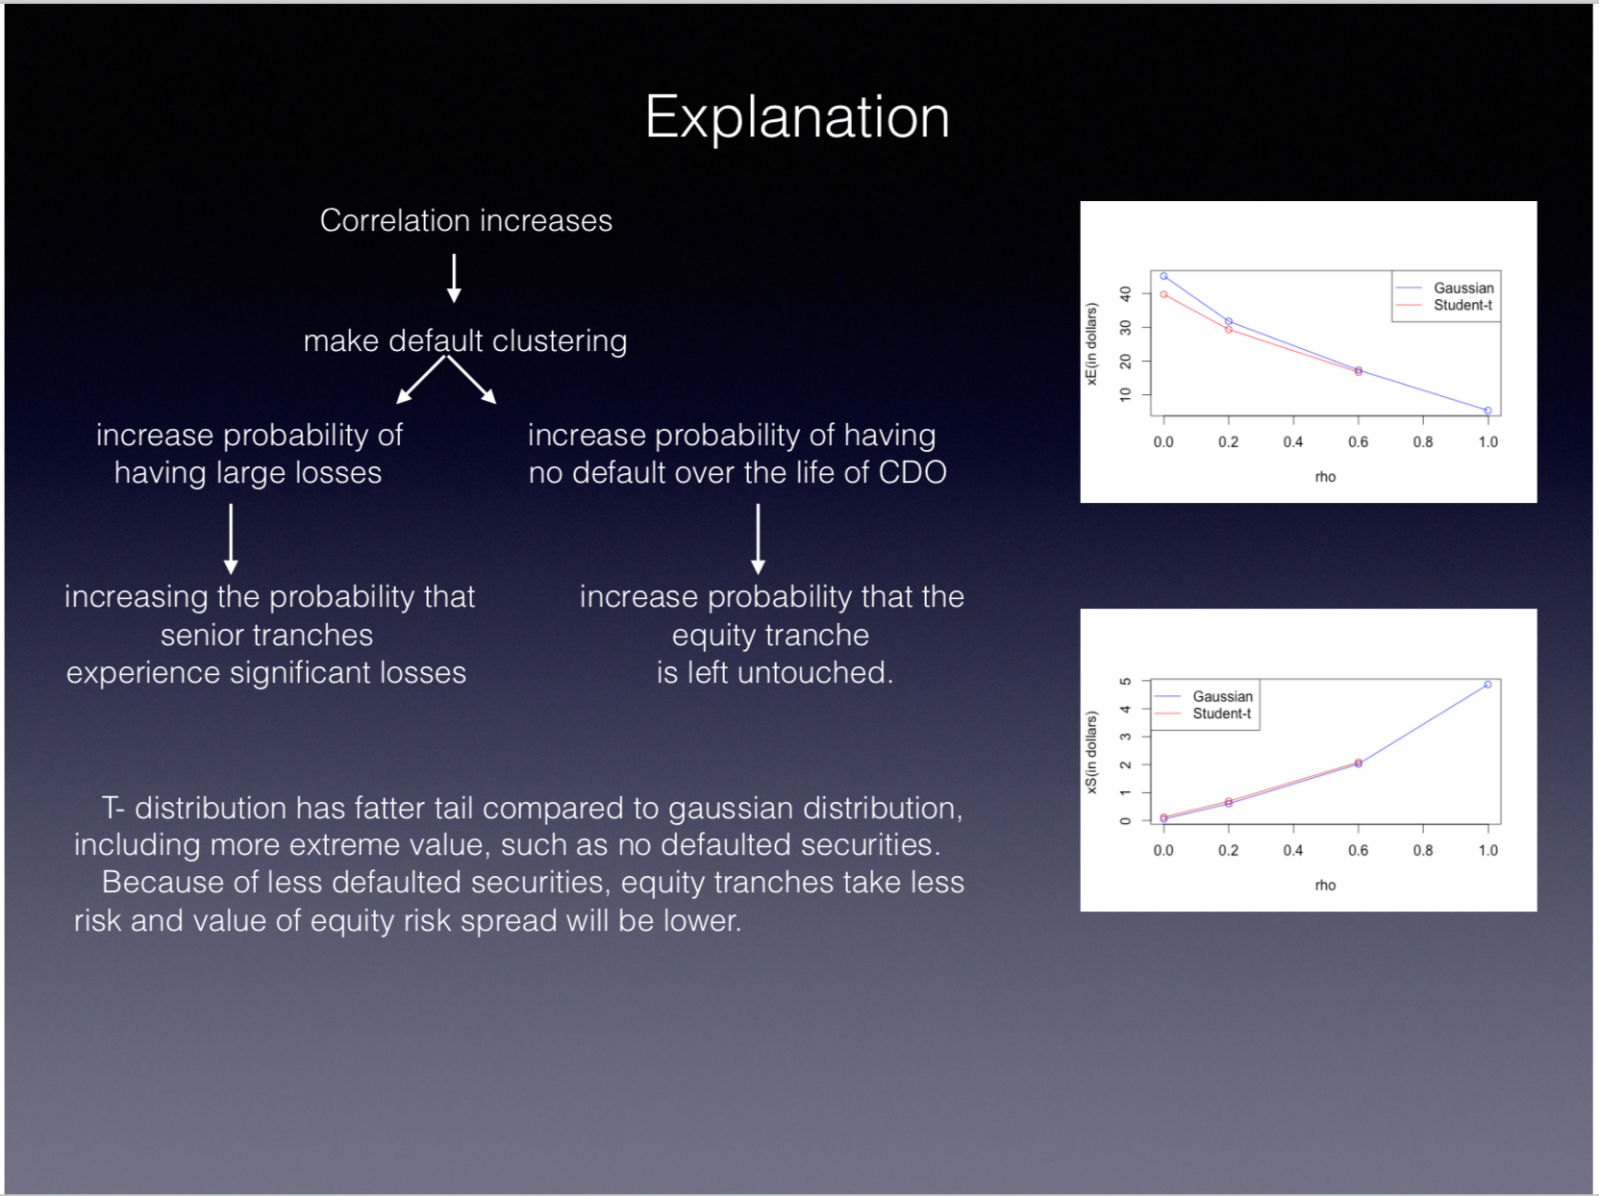 Explanation
Correlation increases
make default clustering
increase probability of
having large losses
increase probability of having
no default over the life of CDO
increasing the probability that
senior tranches
experience significant losses
increase probability that the
equity tranche
is left untouched.
T- distribution has fatter tail compared to gaussian distribution,
including more extreme value, such as no defaulted securities.
Because of less defaulted securities, equity tranches take less
risk and value of equity risk spread will be lower.
xE(in dollars)
40
30
20
10
Gaussian
Student-t
0.0 0.2 0.4 0.6 0.8 1.0
rho
xS(in dollars)
5
4
3
2
1
0
Gaussian
Student-t
0.0 0.2 0.4 0.6 0.8 1.0
rho